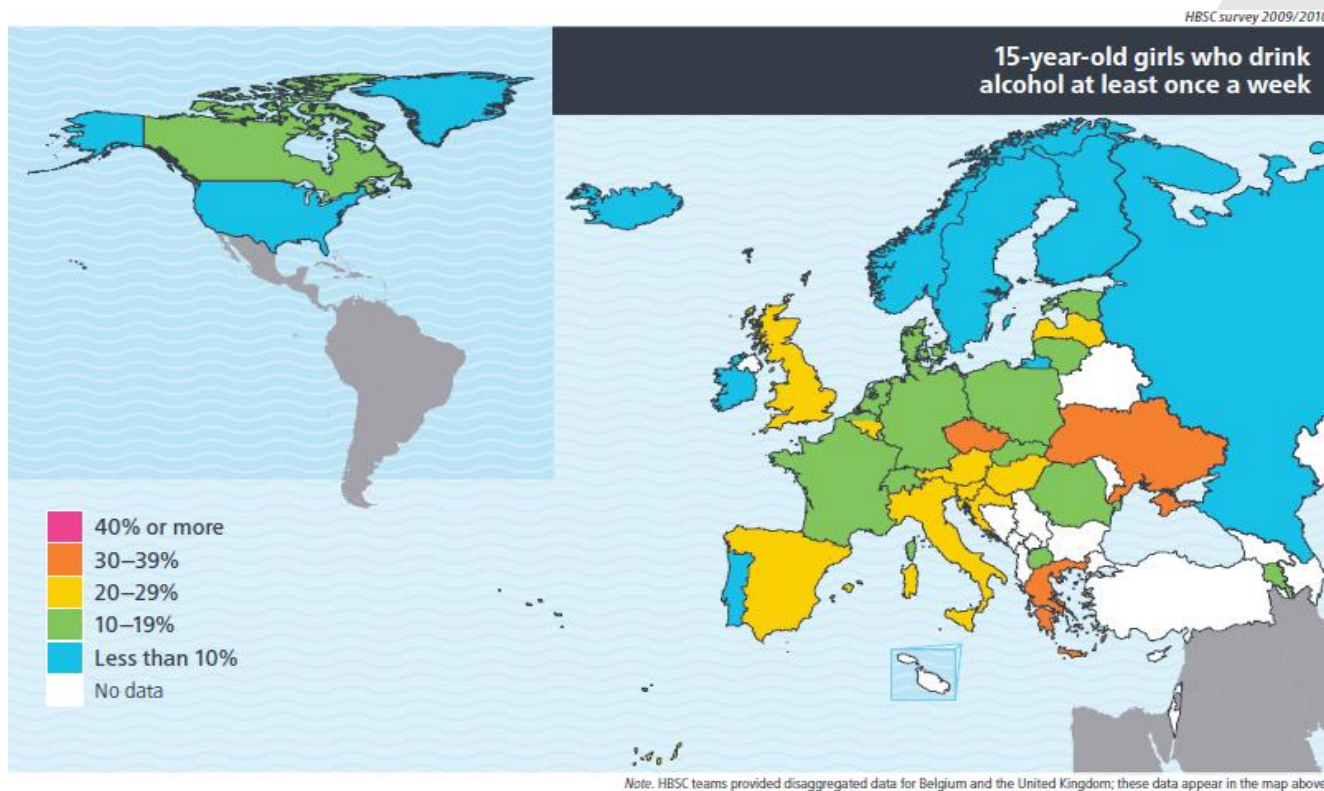 HBSC survey 2009/2010
15-year-old girls who drink
alcohol at least once a week
40% or more
30–39%
20–29%
10–19%
Less than 10%
No data
Note. HBSC teams provided disaggregated data for Belgium and the United Kingdom; these data appear in the map above